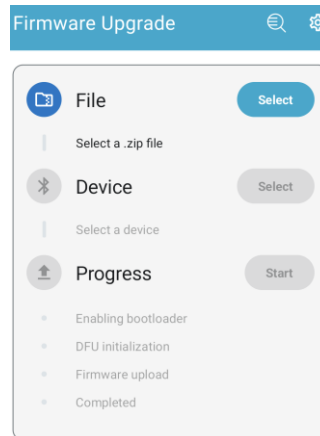 Firmware Upgrade
File
Select
Select a .zip file
Device
Select
Select a device
Progress
Start
Enabling bootloader
DFU initialization
Firmware upload
Completed